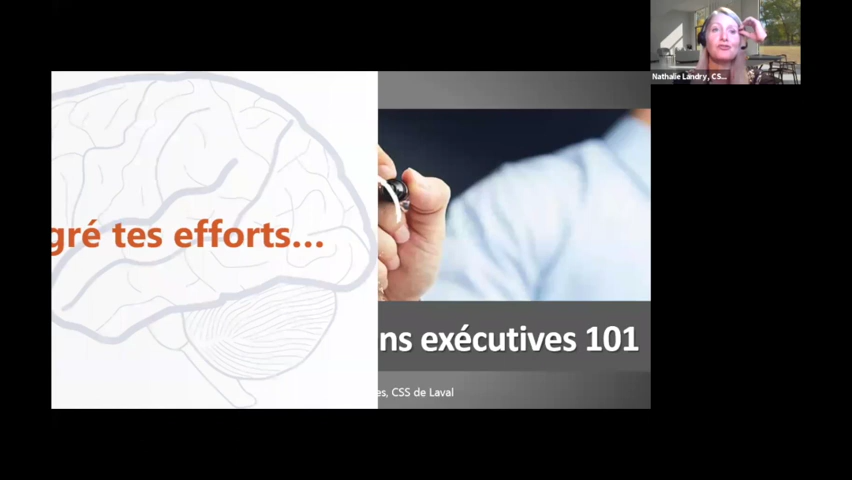 Nathalie Landry, CS...
gré tes efforts...
ns exécutives 101
es, CSS de Laval